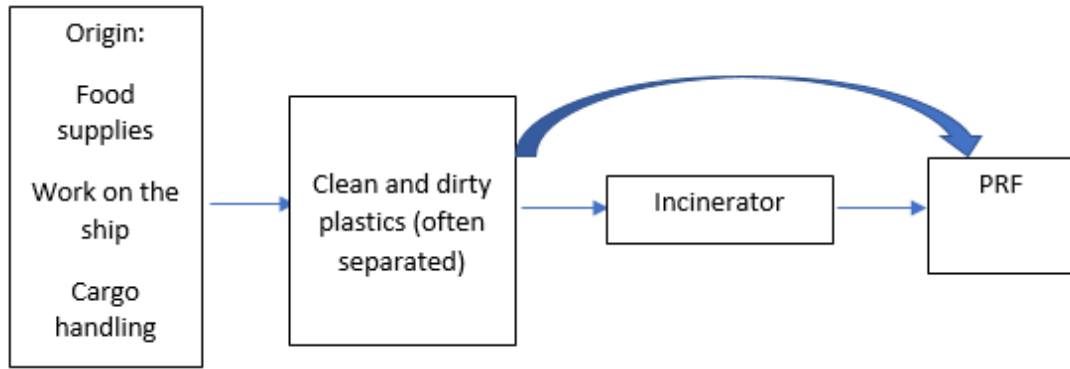 Origin:
Food
supplies
Work on the
ship
Cargo
handling
Clean and dirty
plastics (often
separated)
Incinerator
PRF